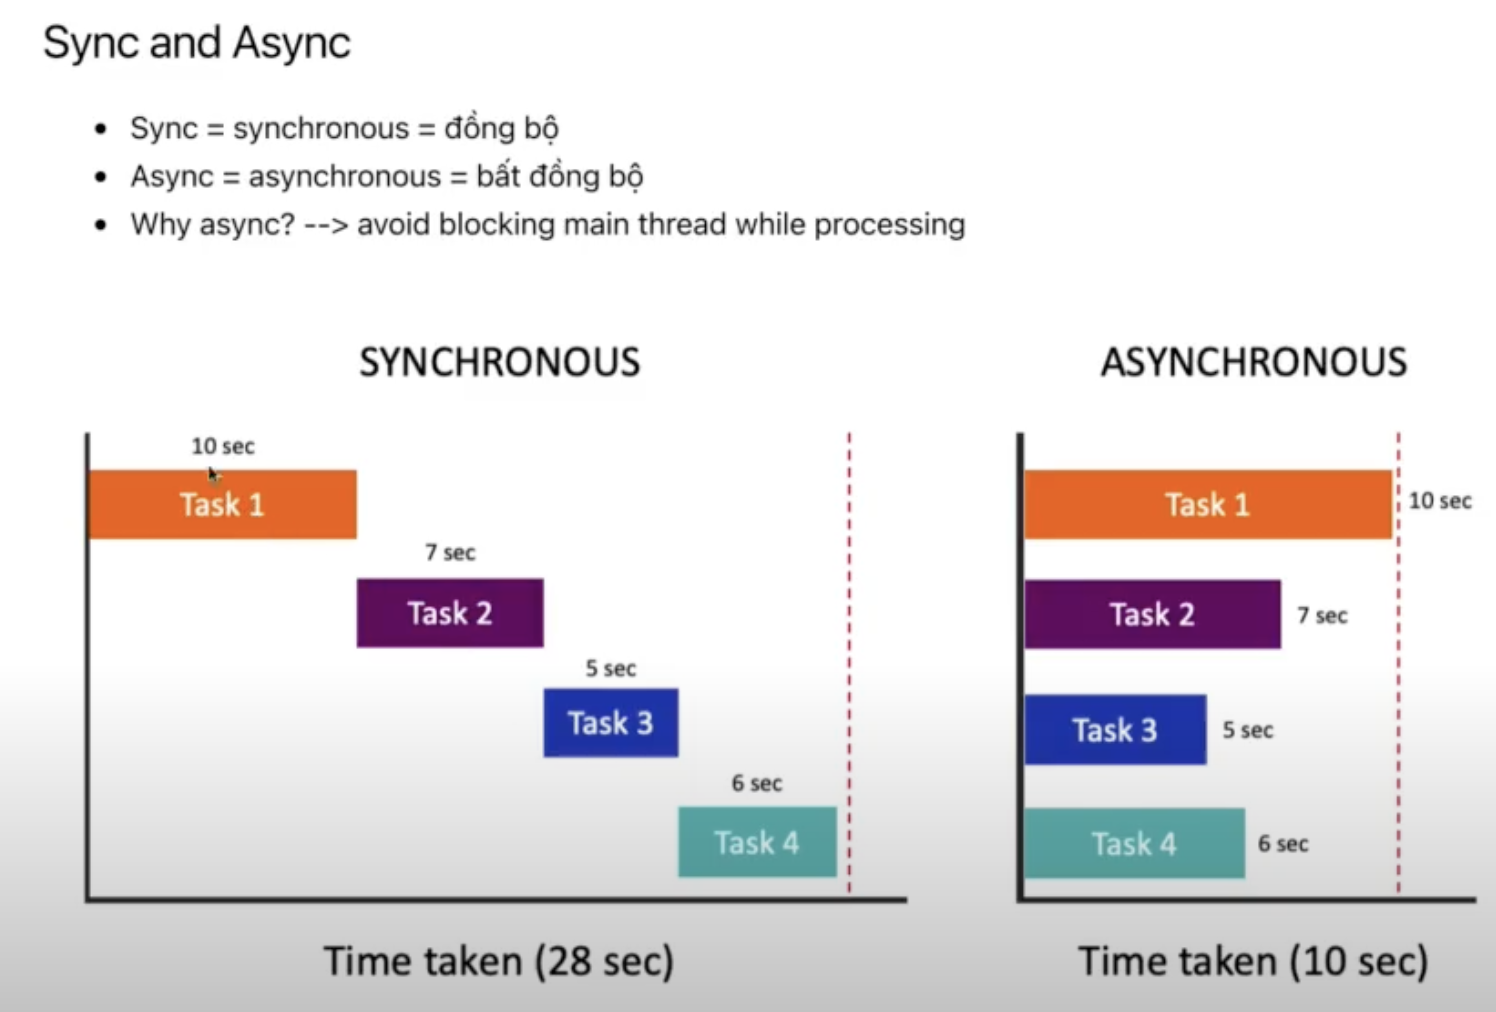 Sync and Async
Sync = synchronous = đồng bộ
Async = asynchronous = bất đồng bộ
Why async? --> avoid blocking main thread while processing
SYNCHRONOUS
10 sec
Task 1
7 sec
Task 2
5 sec
Task 3
6 sec
Task 4
Time taken (28 sec)
ASYNCHRONOUS
Task 1
10 sec
Task 2
7 sec
Task 3
5 sec
Task 4
6 sec
Time taken (10 sec)